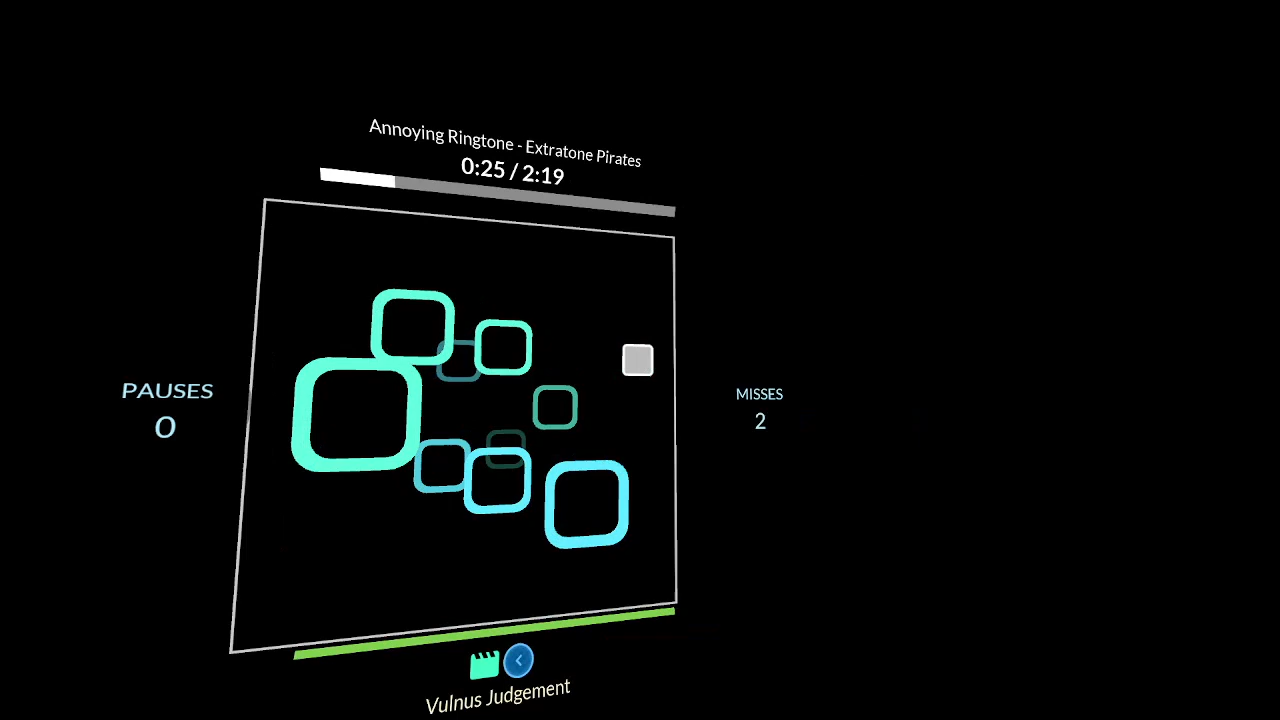 Annoying Ringtone - Extratone Pirates
0:25 / 2:19
PAUSES
0
MISSES
2
Vulnus Judgement